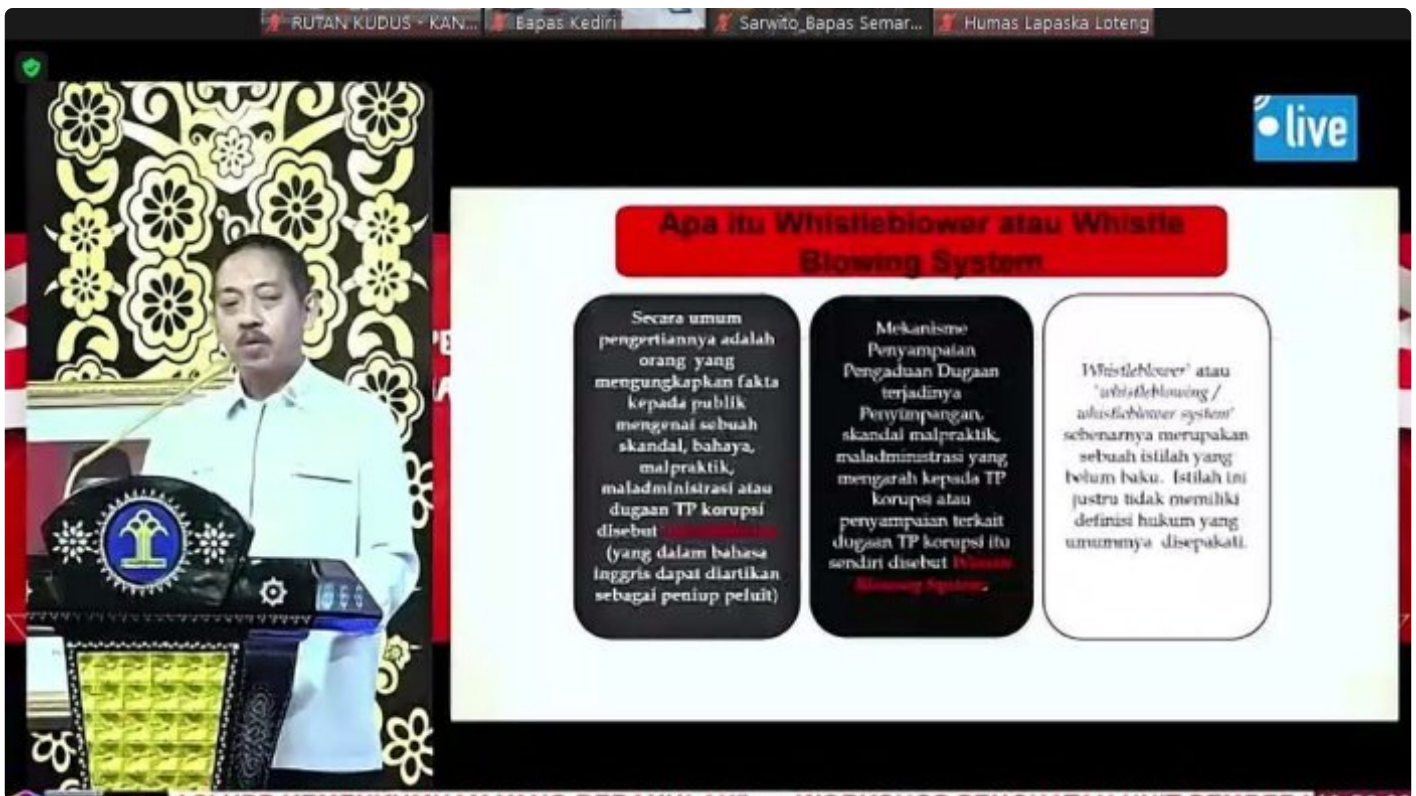 RUTAN KUDUS - KAN...
Bapas Kediri
Sarwito_Bapas Semar...
Humas Lapaska Loteng
live
Apa itu Whistleblower atau Whistle
Blowing System
Secara umum
pengertiannya adalah
orang yang
mengungkapkan fakta
kepada publik
mengenai sebuah
skandal, bahaya,
malpraktik,
maladministrasi atau
dugaan TP korupsi
disebut
(yang dalam bahasa
inggris dapat diartikan
sebagai peniup peluit)
Mekanisme
Penyampaian
Pengaduan Dugaan
terjadinya
Penyimpangan,
skandal malpraktik,
maladministrasi yang
mengarah kepada TP
korupsi atau
penyampaian terkait
dugaan TP korupsi itu
sendiri disebut Whistle
Blowing System.
Whistleblower' atau
'whistleblowing /
whistleblower system'
sebenarnya merupakan
sebuah istilah yang
belum baku. Istilah ini
justru tidak memiliki
definisi hukum yang
umumnya disepakati.